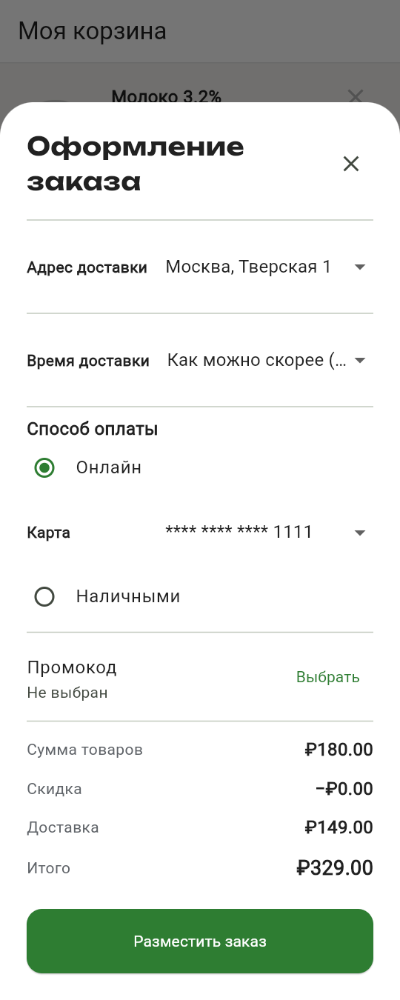 Моя корзина
Молоко 3.2%
Оформление
заказа
Адрес доставки Москва, Тверская 1
Время доставки Как можно скорее (...
Способ оплаты
Онлайн
Карта **** **** **** 1111
Наличными
Промокод
Не выбран
Выбрать
Сумма товаров ₽180.00
Скидка −₽0.00
Доставка ₽149.00
Итого ₽329.00
Разместить заказ